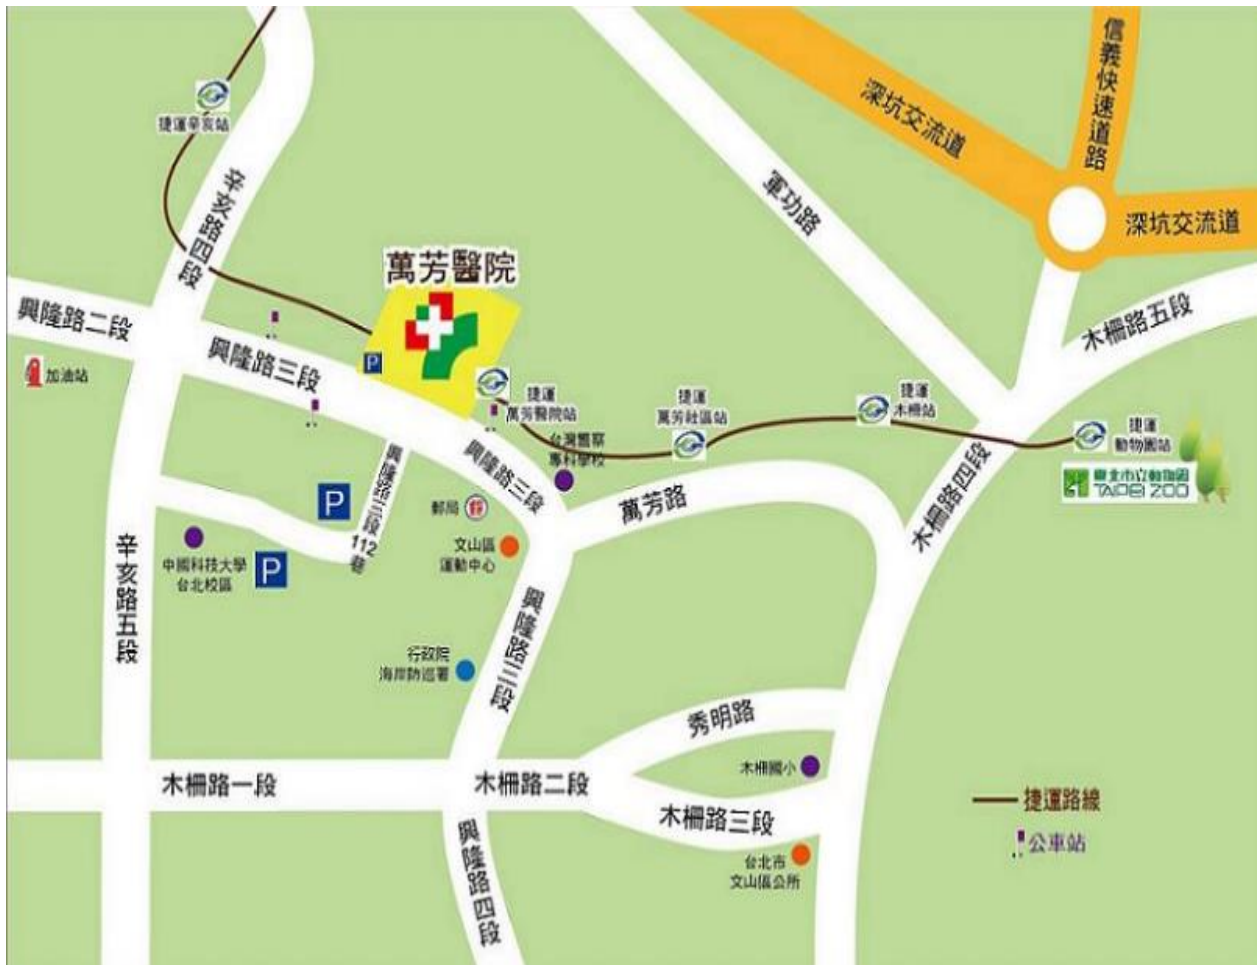 信義快速道路
深坑交流道
捷運辛亥站
軍功路
辛亥路四段
深坑交流道
萬芳醫院
興隆路二段
木柵路五段
興隆路三段
P
加油站
捷運
萬芳醫院站
捷運
萬芳社區站
捷運
木柵站
捷運
動物園站
台灣警察
專科學校
興隆路三段
木柵路四段
臺北市立動物園
TAIPEI ZOO
興隆路三段112巷
P
萬芳路
郵局
文山區
運動中心
中國科技大學
台北校區
P
辛亥路五段
興隆路三段
行政院
海岸防巡署
秀明路
木柵路一段
木柵路二段
木柵國小
木柵路三段
捷運路線
公車站
興隆路四段
台北市
文山區公所